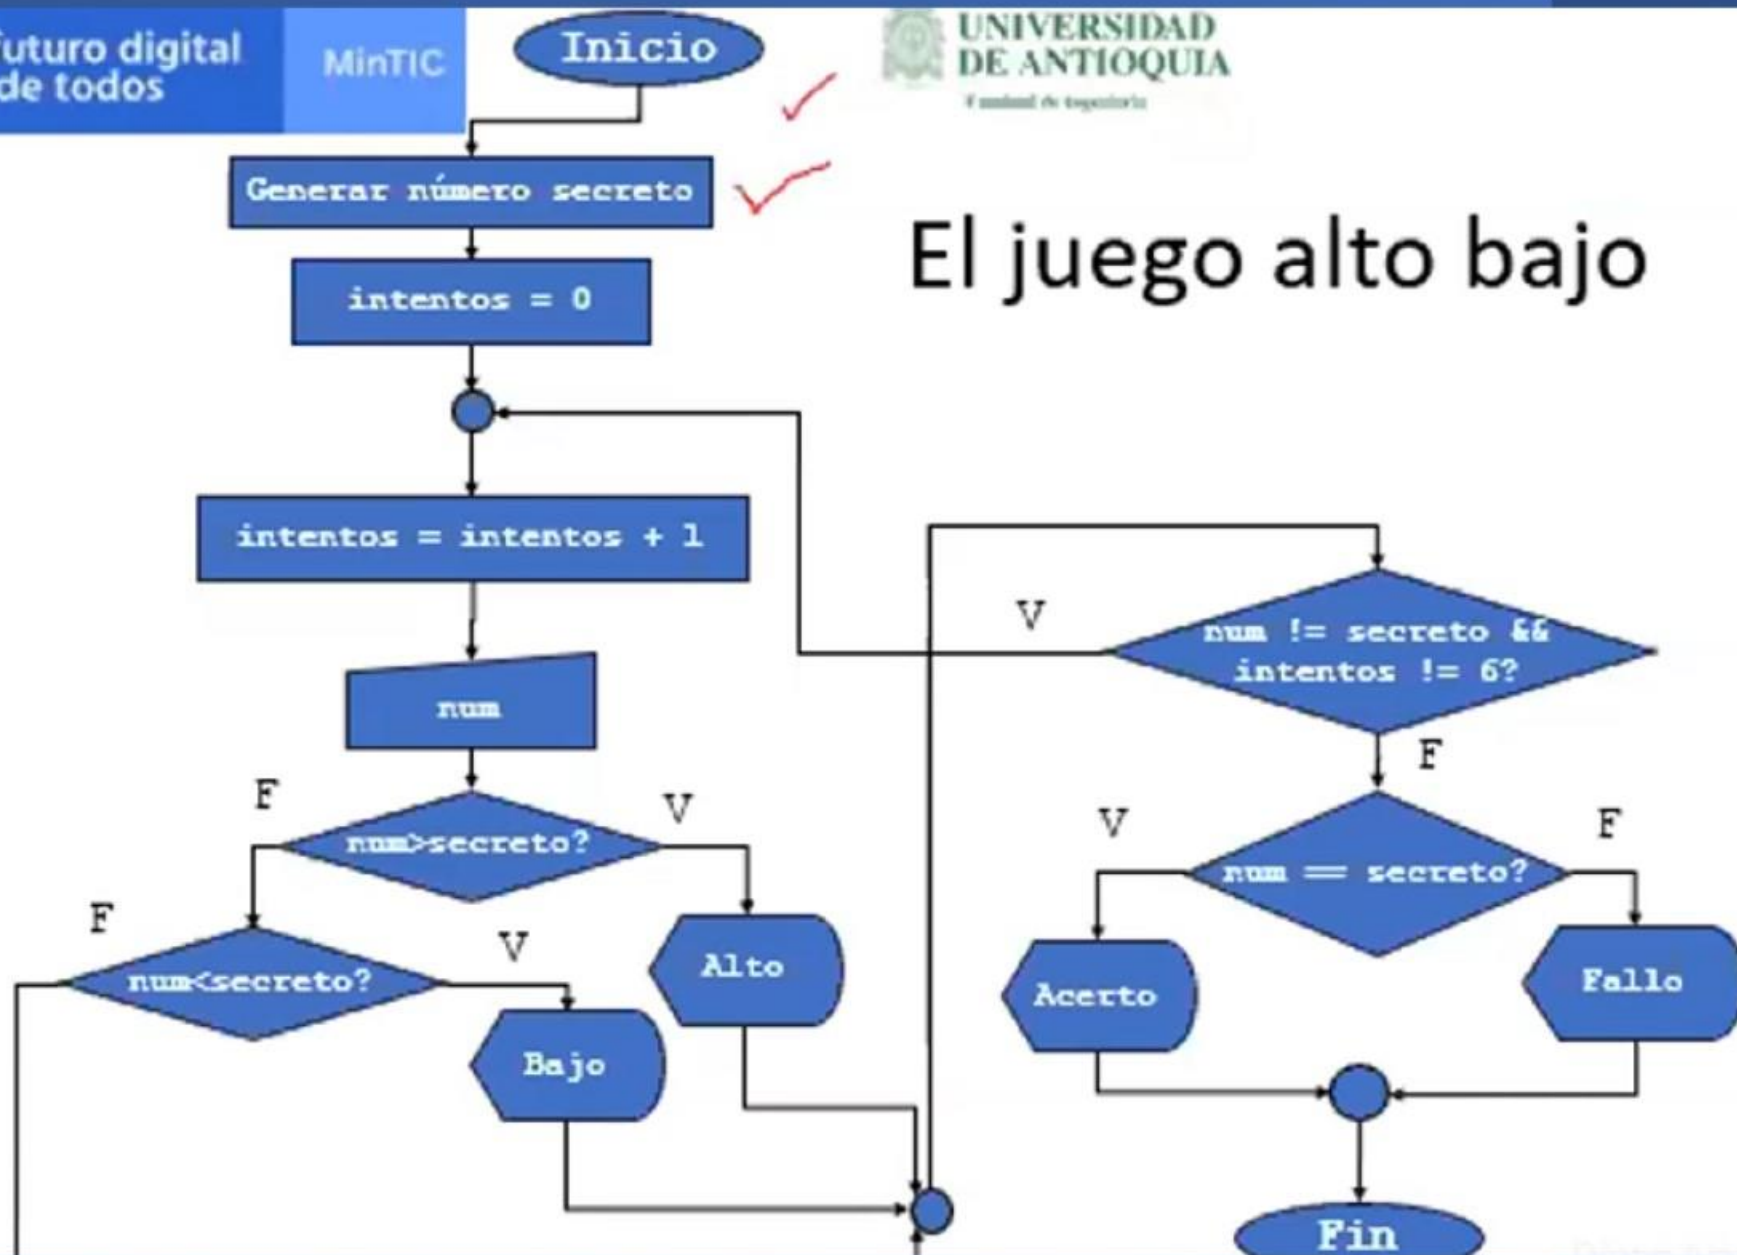 futuro digital
de todos
MinTIC
Inicio
UNIVERSIDAD
DE ANTIOQUIA
Generar número secreto
El juego alto bajo
intentos = 0
intentos = intentos + 1
num
num>secreto?
F
V
num<secreto?
F
V
Alto
Bajo
num != secreto &&
intentos != 6?
V
F
num == secreto?
V
F
Acerto
Fallo
Fin